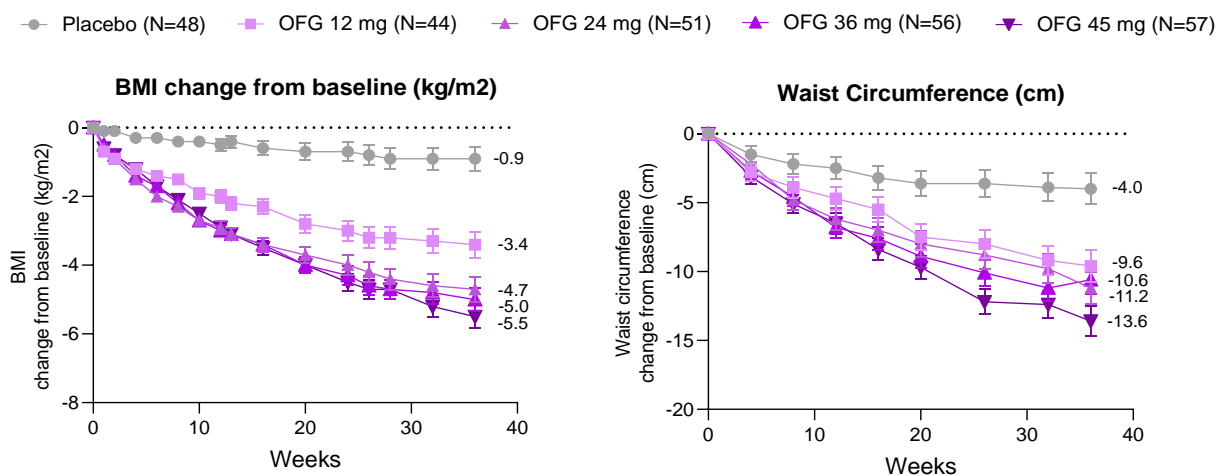 Placebo (N=48) OFG 12 mg (N=44) OFG 24 mg (N=51) OFG 36 mg (N=56) OFG 45 mg (N=57)
BMI change from baseline (kg/m2)
BMI
change from baseline (kg/m2)
0
-2
-4
-6
-8
-0.9
-3.4
-4.7
-5.0
-5.5
0 10 20 30 40
Weeks
Waist Circumference (cm)
Waist circumference
change from baseline (cm)
0
-5
-10
-15
-20
-4.0
-9.6
-10.6
-11.2
-13.6
0 10 20 30 40
Weeks